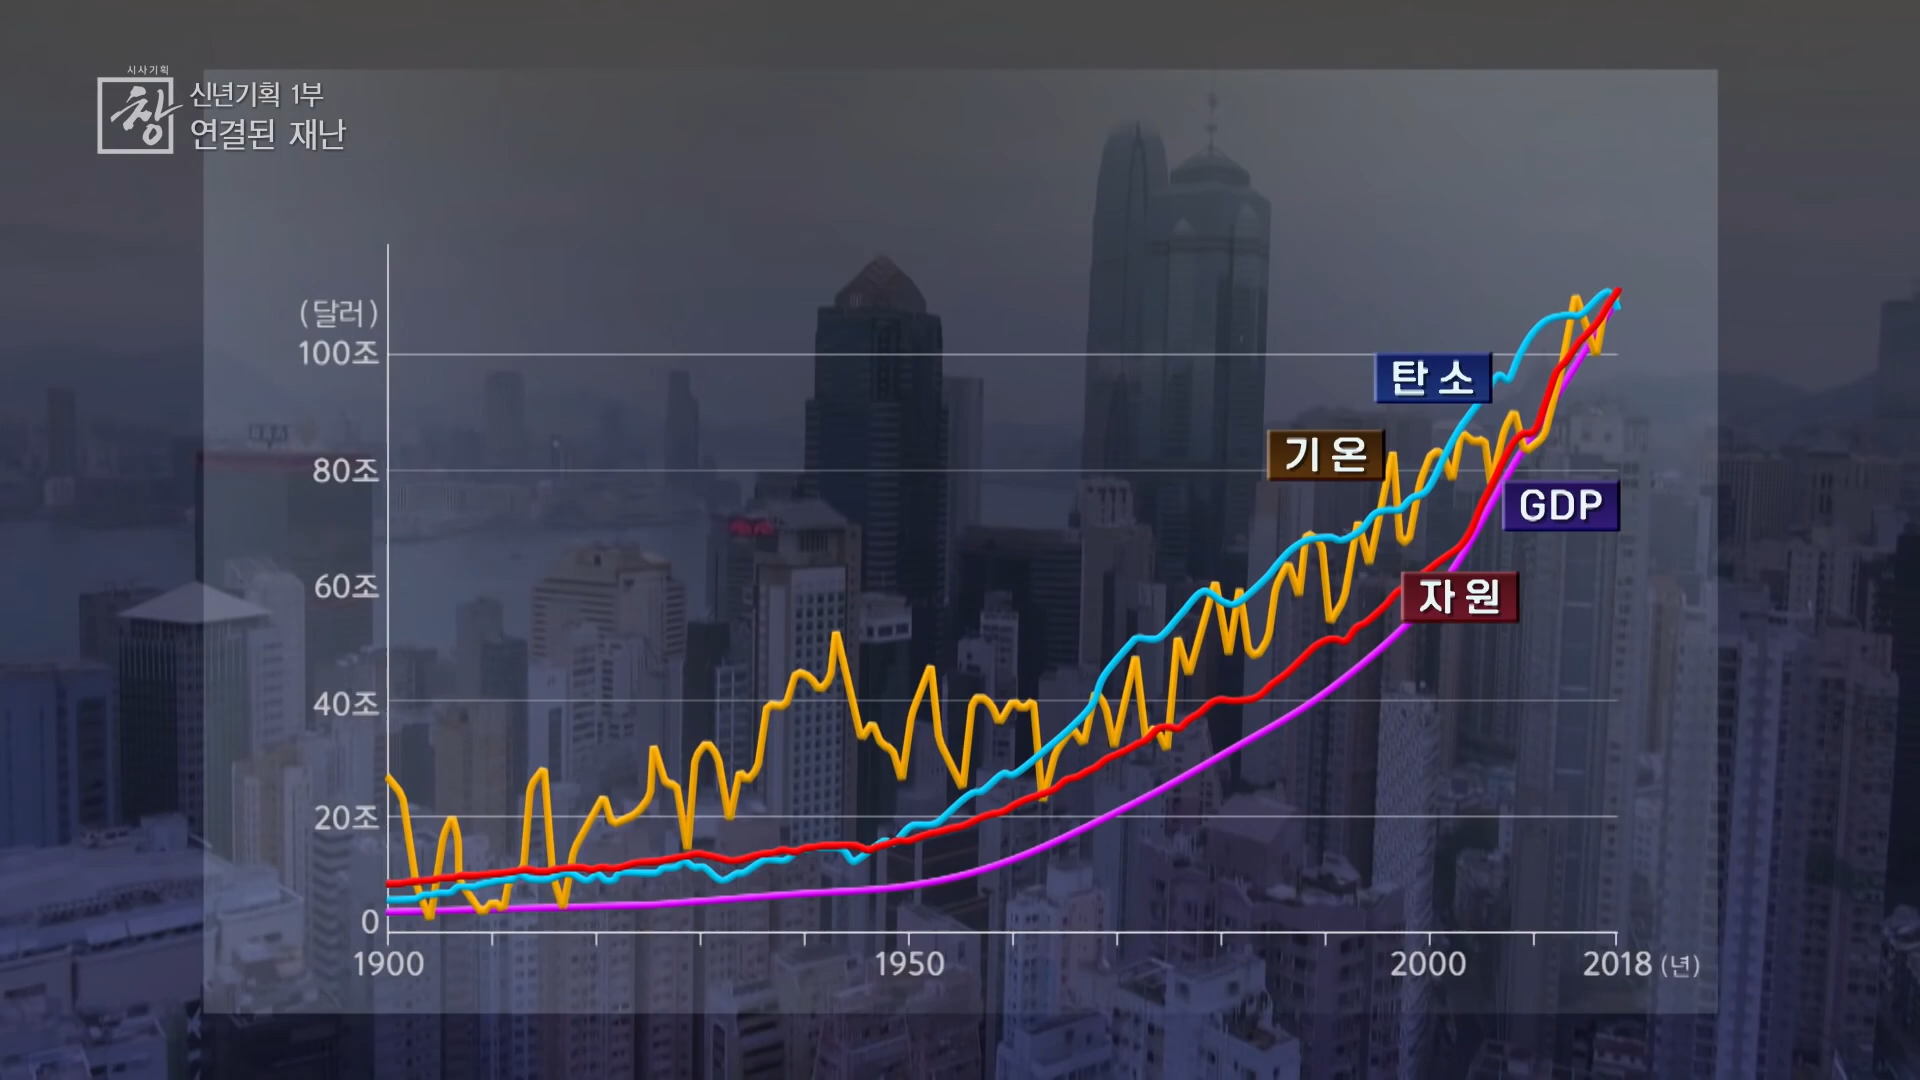 시사기획
창
신년기획 1부
연결된 재난
(달러)
100조
80조
60조
40조
20조
0
1900
1950
2000
2018 (년)
탄소
기온
GDP
자원